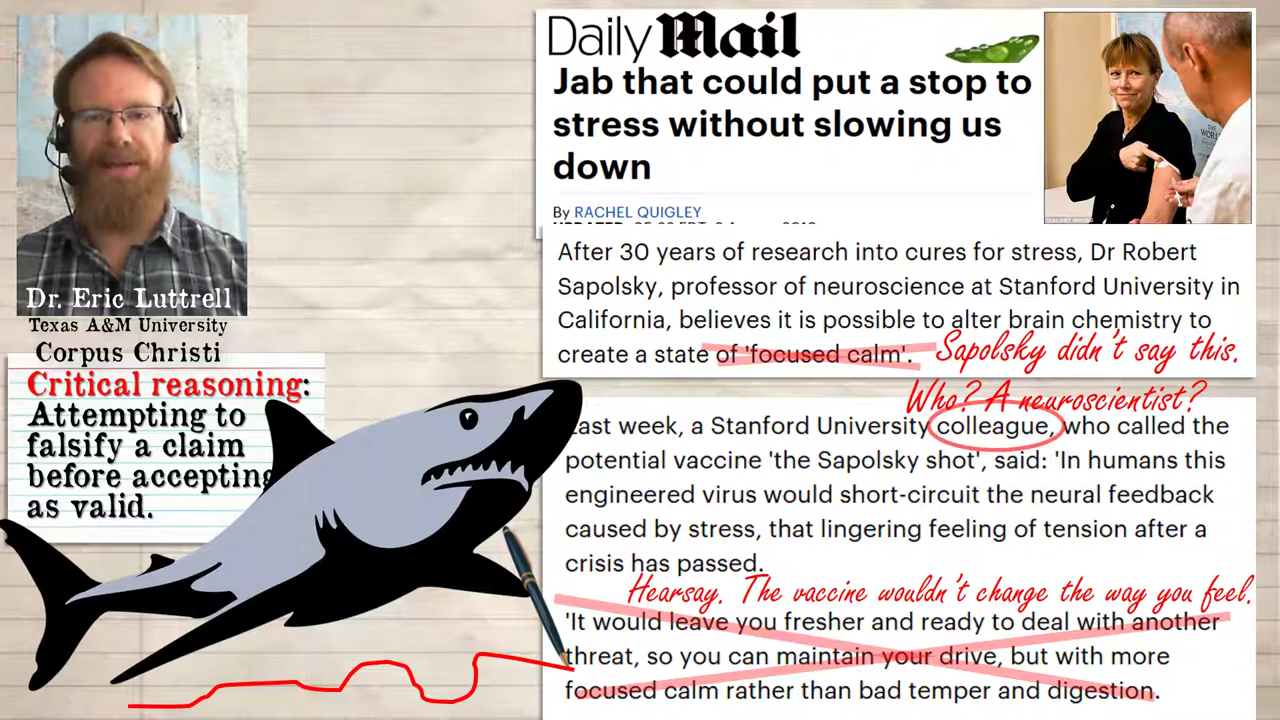 Daily Mail
Jab that could put a stop to
stress without slowing us
down
By RACHEL QUIGLEY
After 30 years of research into cures for stress, Dr Robert
Sapolsky, professor of neuroscience at Stanford University in
California, believes it is possible to alter brain chemistry to
create a state of 'focused calm'. Sapolsky didn't say this.
Dr. Eric Luttrell
Texas A&M University
Corpus Christi
Critical reasoning:
Attempting to
falsify a claim
before accepting
as valid.
Who? A neuroscientist?
Last week, a Stanford University colleague, who called the
potential vaccine 'the Sapolsky shot', said: 'In humans this
engineered virus would short-circuit the neural feedback
caused by stress, that lingering feeling of tension after a
crisis has passed.
Hearsay. The vaccine wouldn't change the way you feel.
'It would leave you fresher and ready to deal with another
threat, so you can maintain your drive, but with more
focused calm rather than bad temper and digestion.